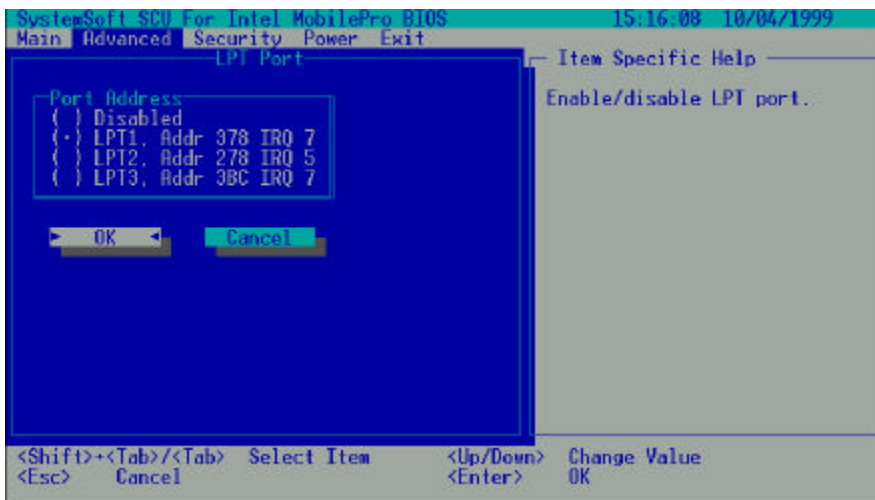 SystemSoft SCU For Intel MobilePro BIOS 15:16:08 10/04/1999
Main Advanced Security Power Exit
LPT Port
Item Specific Help
Port Address
Enable/disable LPT port.
( ) Disabled
(·) LPT1, Addr 378 IRQ 7
( ) LPT2, Addr 278 IRQ 5
( ) LPT3, Addr 3BC IRQ 7
OK Cancel
<Shift>+<Tab>/<Tab> Select Item <Up/Down> Change Value
<Esc> Cancel <Enter> OK